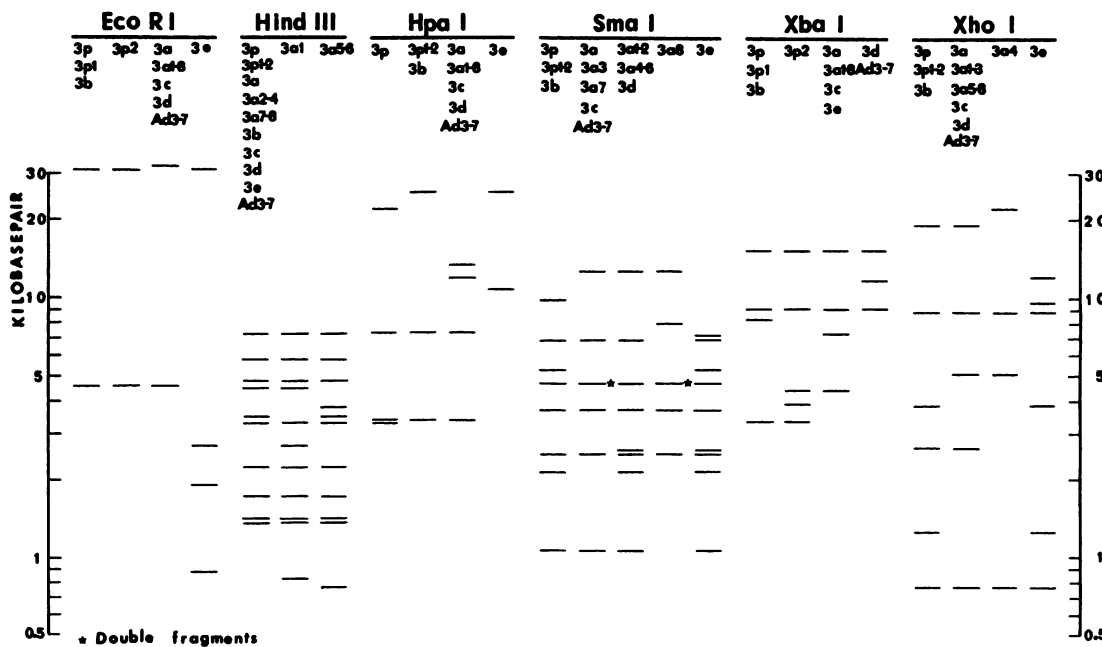 Eco R I Hind III Hpa I Sma I Xba I Xho I
3p 3p2 3a 3e 3p 3a1 3a5-6 3p 3p1-2 3a 3e 3p 3a 3a1-2 3a8 3e 3p 3p2 3a 3d 3p 3a 3a4 3e
3p1 3a1-8 3p1-2 3b 3a1-8 3p1-2 3a3 3a4-6 3p1 3a1-8 Ad3-7 3p1-2 3a1-3
3b 3c 3a 3c 3b 3a7 3d 3b 3c 3b 3a5-8
3d 3a2-4 3d 3c 3e 3c
Ad3-7 3a7-8 Ad3-7 Ad3-7 3d
3b Ad3-7
3c
3d
3e
Ad3-7
30 30
20 20
10 10
5 5
1 1
0.5 0.5
KILOBASEPAIR
* Double fragments